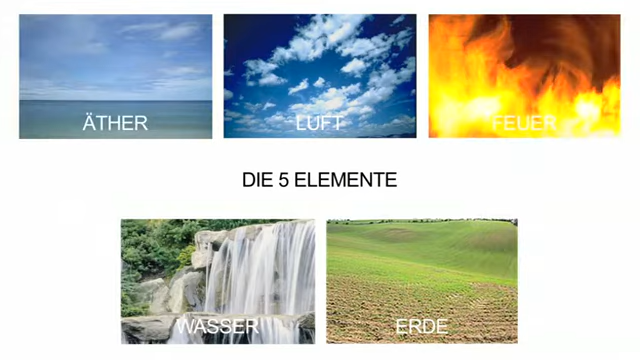 ÄTHER
LUFT
FEUER
DIE 5 ELEMENTE
WASSER
ERDE